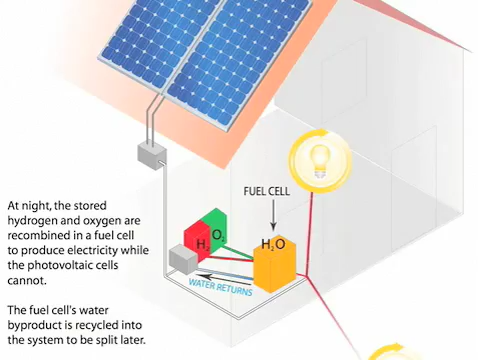 FUEL CELL
At night, the stored
hydrogen and oxygen are
recombined in a fuel cell
to produce electricity while
the photovoltaic cells
cannot.
The fuel cell's water
byproduct is recycled into
the system to be split later.
O₂
H₂
H₂O
WATER RETURNS